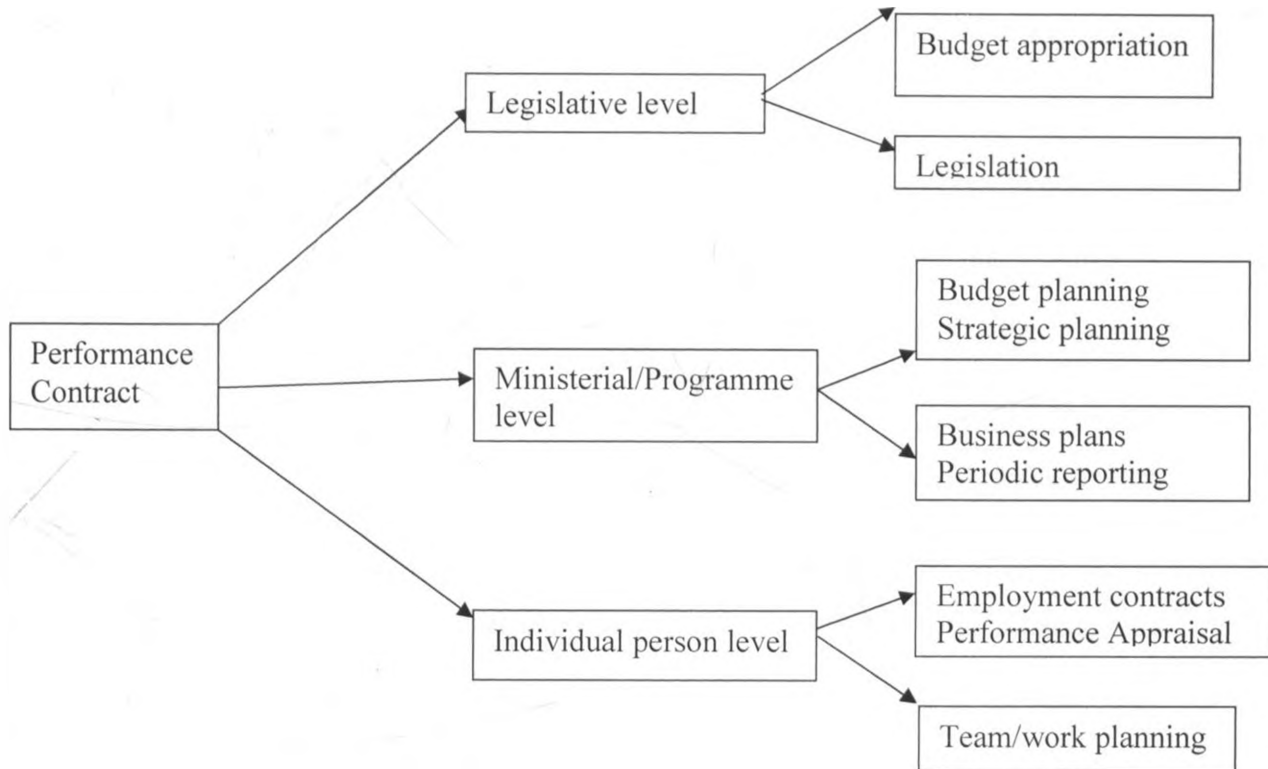 Budget appropriation
Legislative level
Legislation
Budget planning
Strategic planning
Performance
Contract
Ministerial/Programme
level
Business plans
Periodic reporting
Employment contracts
Performance Appraisal
Individual person level
Team/work planning